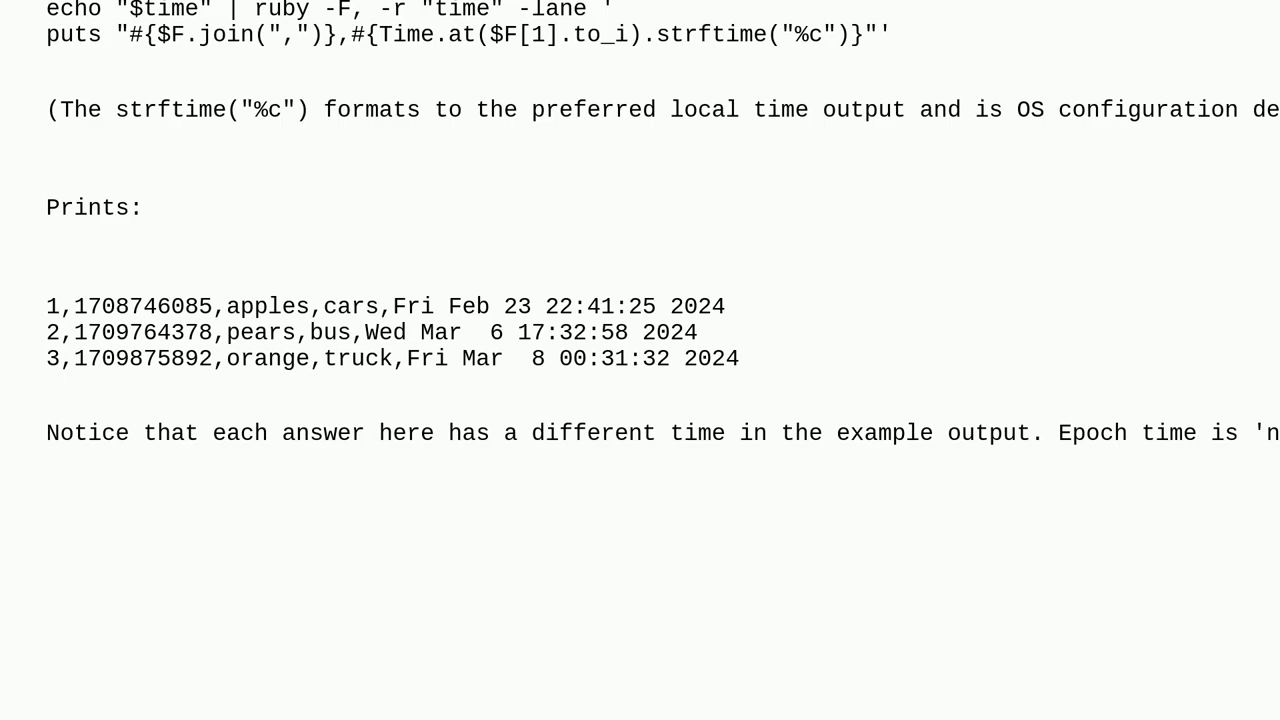 echo "$time" | ruby -F, -r "time" -lane '
puts "#{$F.join(",")},#{Time.at($F[1].to_i).strftime("%c")}"'
(The strftime("%c") formats to the preferred local time output and is OS configuration de
Prints:
1,1708746085,apples,cars,Fri Feb 23 22:41:25 2024
2,1709764378,pears,bus,Wed Mar  6 17:32:58 2024
3,1709875892,orange,truck,Fri Mar  8 00:31:32 2024
Notice that each answer here has a different time in the example output. Epoch time is 'n